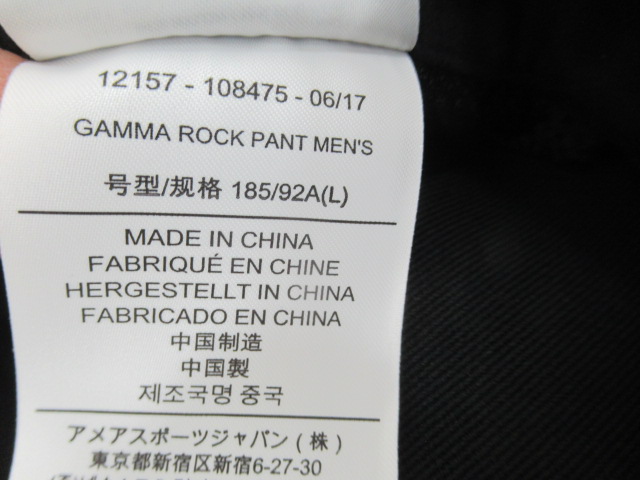 12157 - 108475 - 06/17
GAMMA ROCK PANT MEN'S
号型/规格 185/92A(L)
MADE IN CHINA
FABRIQUÉ EN CHINE
HERGESTELLT IN CHINA
FABRICADO EN CHINA
中国制造
中国製
제조국명 중국
アメアスポーツジャパン(株)
東京都新宿区新宿6-27-30